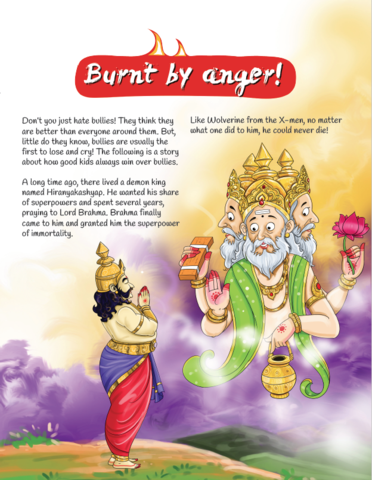 Burnt by anger!
Don't you just hate bullies! They think they
are better than everyone around them. But,
little do they know, bullies are usually the
first to lose and cry! The following is a story
about how good kids always win over bullies.
A long time ago, there lived a demon king
named Hiranyakashyap. He wanted his share
of superpowers and spent several years,
praying to Lord Brahma. Brahma finally
came to him and granted him the superpower
of immortality.
Like Wolverine from the X-men, no matter
what one did to him, he could never die!